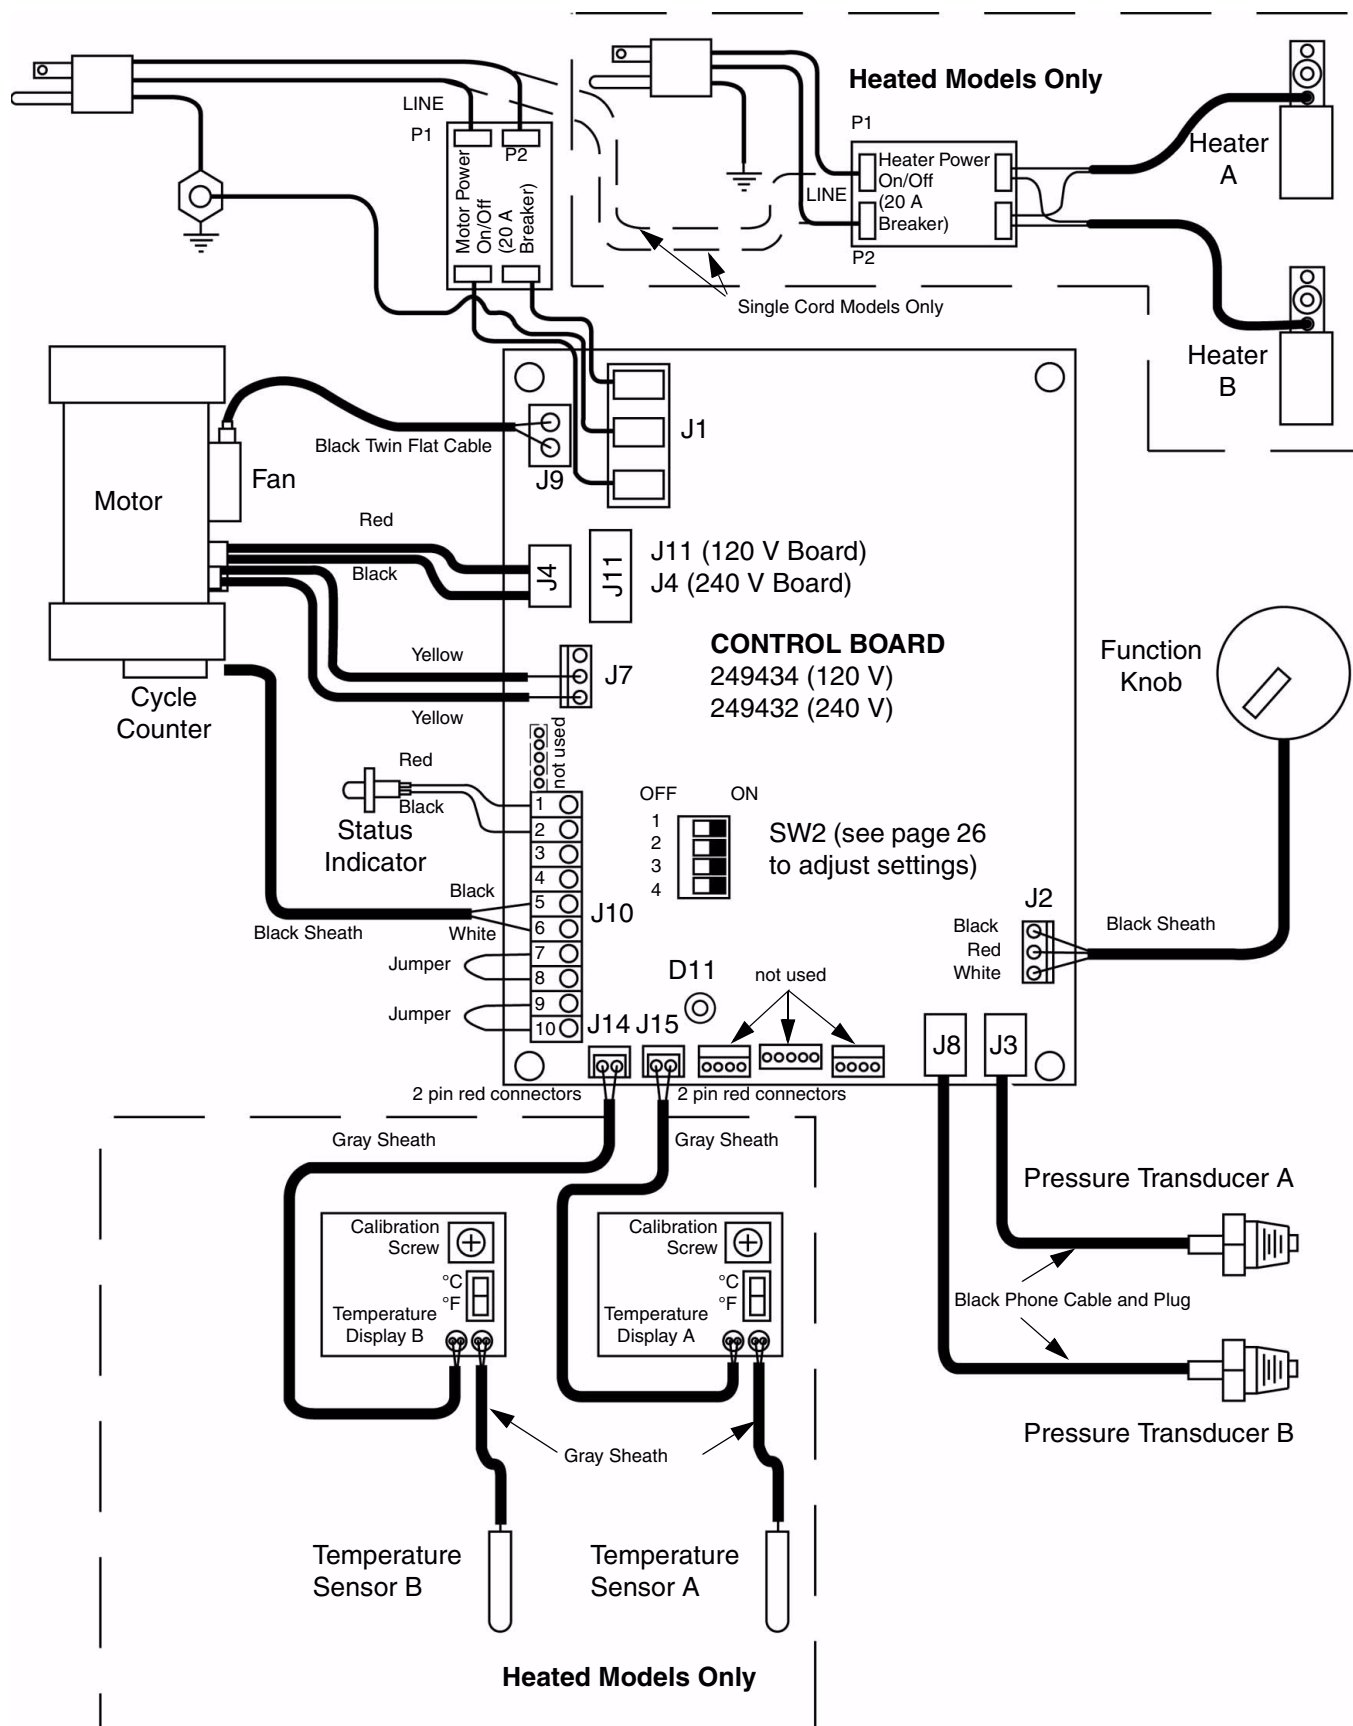 Heated Models Only
LINE
P1
P2
Motor Power
On/Off
(20 A
Breaker)
P1
Heater Power
On/Off
(20 A
Breaker)
LINE
P2
Heater
A
Single Cord Models Only
Heater
B
Black Twin Flat Cable
J9
J1
Fan
Motor
Red
Black
J4
J11
J11 (120 V Board)
J4 (240 V Board)
CONTROL BOARD
249434 (120 V)
249432 (240 V)
Yellow
J7
Yellow
Cycle
Counter
Function
Knob
not used
Red
Black
Status
Indicator
1
2
3
4
5
6
7
8
9
10
J10
OFF
ON
1
2
3
4
SW2 (see page 26
to adjust settings)
Black
White
Black Sheath
Jumper
Jumper
J2
Black
Red
White
Black Sheath
D11
not used
J14
J15
J8
J3
2 pin red connectors
2 pin red connectors
Gray Sheath
Gray Sheath
Pressure Transducer A
Calibration
Screw
°C
°F
Temperature
Display B
Calibration
Screw
°C
°F
Temperature
Display A
Black Phone Cable and Plug
Pressure Transducer B
Gray Sheath
Temperature
Sensor B
Temperature
Sensor A
Heated Models Only